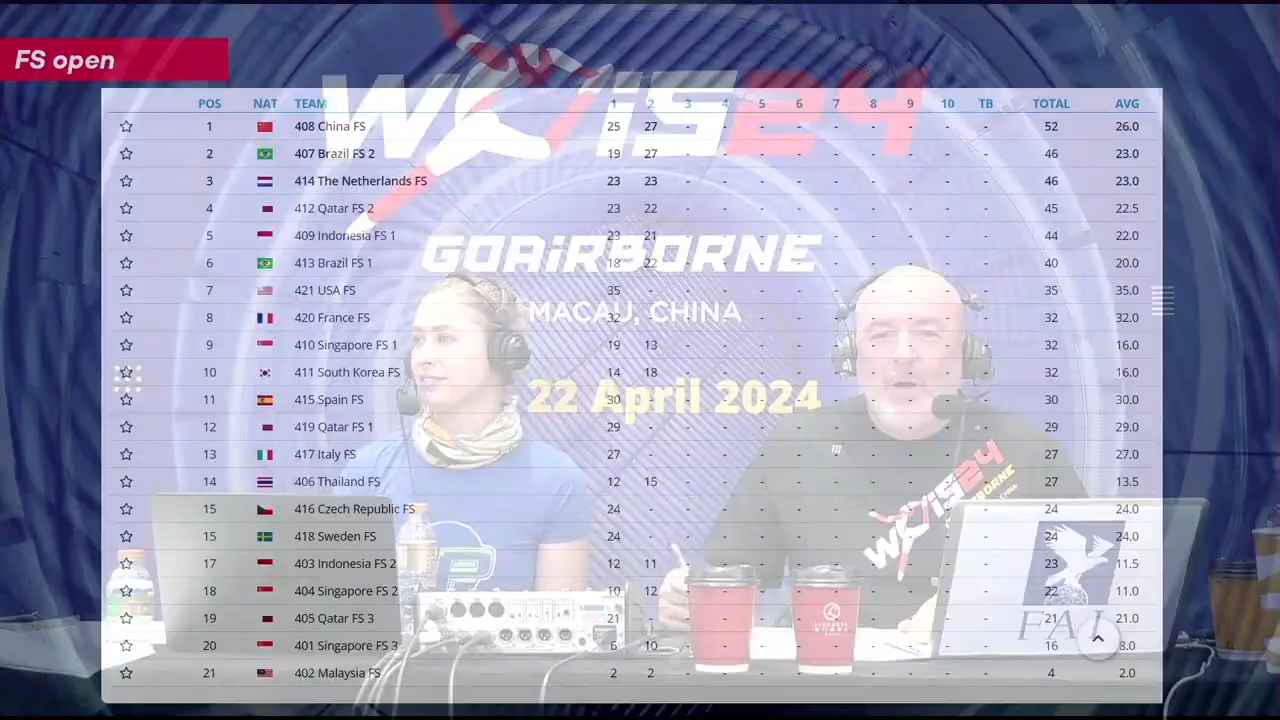 FS open
WCiS24
POS NAT TEAM 1 2 3 4 5 6 7 8 9 10 TB TOTAL AVG
1 408 China FS 25 27 - - - - - - - - - 52 26.0
2 407 Brazil FS 2 19 27 - - - - - - - - - 46 23.0
3 414 The Netherlands FS 23 23 - - - - - - - - - 46 23.0
4 412 Qatar FS 2 23 22 - - - - - - - - - 45 22.5
5 409 Indonesia FS 1 23 21 - - - - - - - - - 44 22.0
GOAIRBORNE
6 413 Brazil FS 1 18 22 - - - - - - - - - 40 20.0
7 421 USA FS 35 - - - - - - - - - - 35 35.0
MACAU, CHINA
8 420 France FS 32 - - - - - - - - - - 32 32.0
9 410 Singapore FS 1 19 13 - - - - - - - - - 32 16.0
10 411 South Korea FS 14 18 - - - - - - - - - 32 16.0
22 April 2024
11 415 Spain FS 30 - - - - - - - - - - 30 30.0
12 419 Qatar FS 1 29 - - - - - - - - - - 29 29.0
13 417 Italy FS 27 - - - - - - - - - - 27 27.0
14 406 Thailand FS 12 15 - - - - - - - - - 27 13.5
15 416 Czech Republic FS 24 - - - - - - - - - - 24 24.0
15 418 Sweden FS 24 - - - - - - - - - - 24 24.0
17 403 Indonesia FS 2 12 11 - - - - - - - - - 23 11.5
18 404 Singapore FS 2 10 12 - - - - - - - - - 22 11.0
19 405 Qatar FS 3 21 - - - - - - - - - - 21 21.0
20 401 Singapore FS 3 6 10 - - - - - - - - - 16 8.0
21 402 Malaysia FS 2 2 - - - - - - - - - 4 2.0
WCiS24
FAI